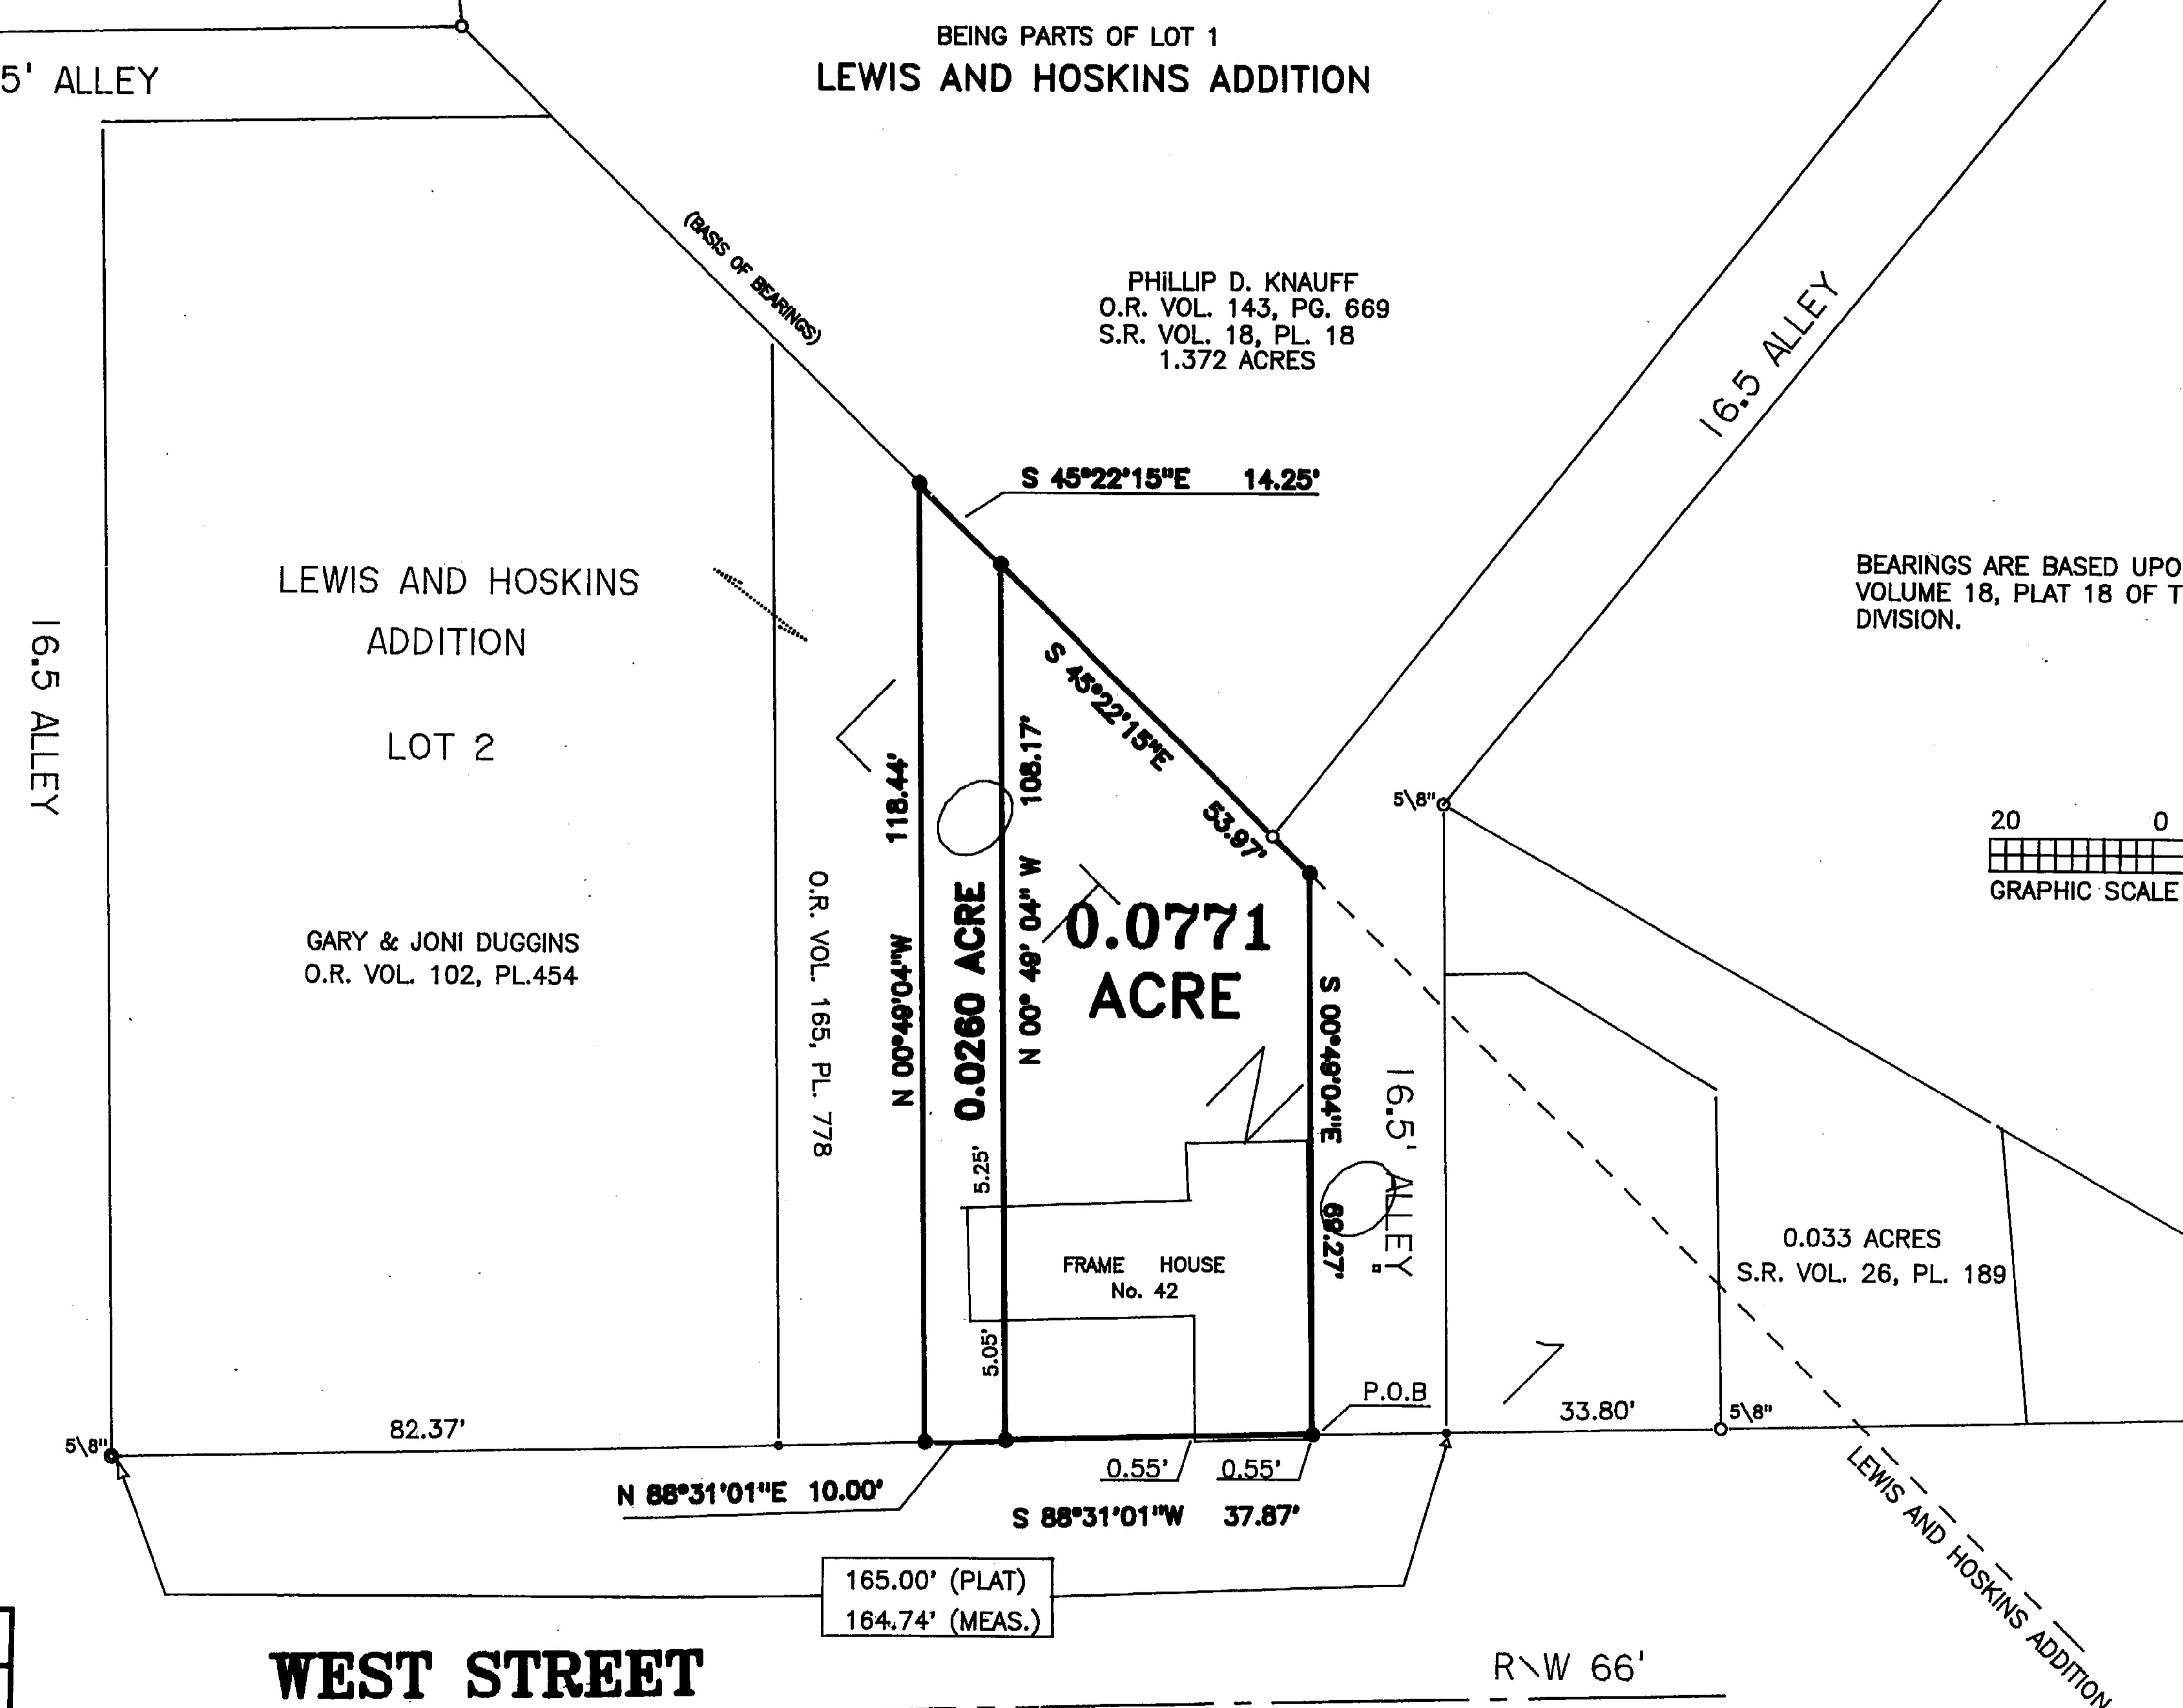 BEING PARTS OF LOT 1
LEWIS AND HOSKINS ADDITION
5' ALLEY
(BASIS OF BEARINGS)
PHILLIP D. KNAUFF
O.R. VOL. 143, PG. 669
S.R. VOL. 18, PL. 18
1.372 ACRES
16.5 ALLEY
S 45°22'15"E 14.25'
BEARINGS ARE BASED UPO
VOLUME 18, PLAT 18 OF T
DIVISION.
LEWIS AND HOSKINS
ADDITION
LOT 2
16.5 ALLEY
GARY & JONI DUGGINS
O.R. VOL. 102, PL.454
O.R. VOL. 165, PL. 778
N 00°49'04"W 118.44'
0.0260 ACRE
N 00° 49' 04" W 108.17'
S 45°22'15"E 53.97'
0.0771
ACRE
S 00°49'04"E 69.27'
16.5' ALLEY
5\8"
20 0
GRAPHIC SCALE
5.25'
5.05'
FRAME HOUSE
No. 42
0.033 ACRES
S.R. VOL. 26, PL. 189
P.O.B
33.80'
5\8"
5\8"
82.37'
0.55' 0.55'
N 88°31'01"E 10.00'
S 88°31'01"W 37.87'
LEWIS AND HOSKINS ADDITION
165.00' (PLAT)
164.74' (MEAS.)
WEST STREET
R\W 66'